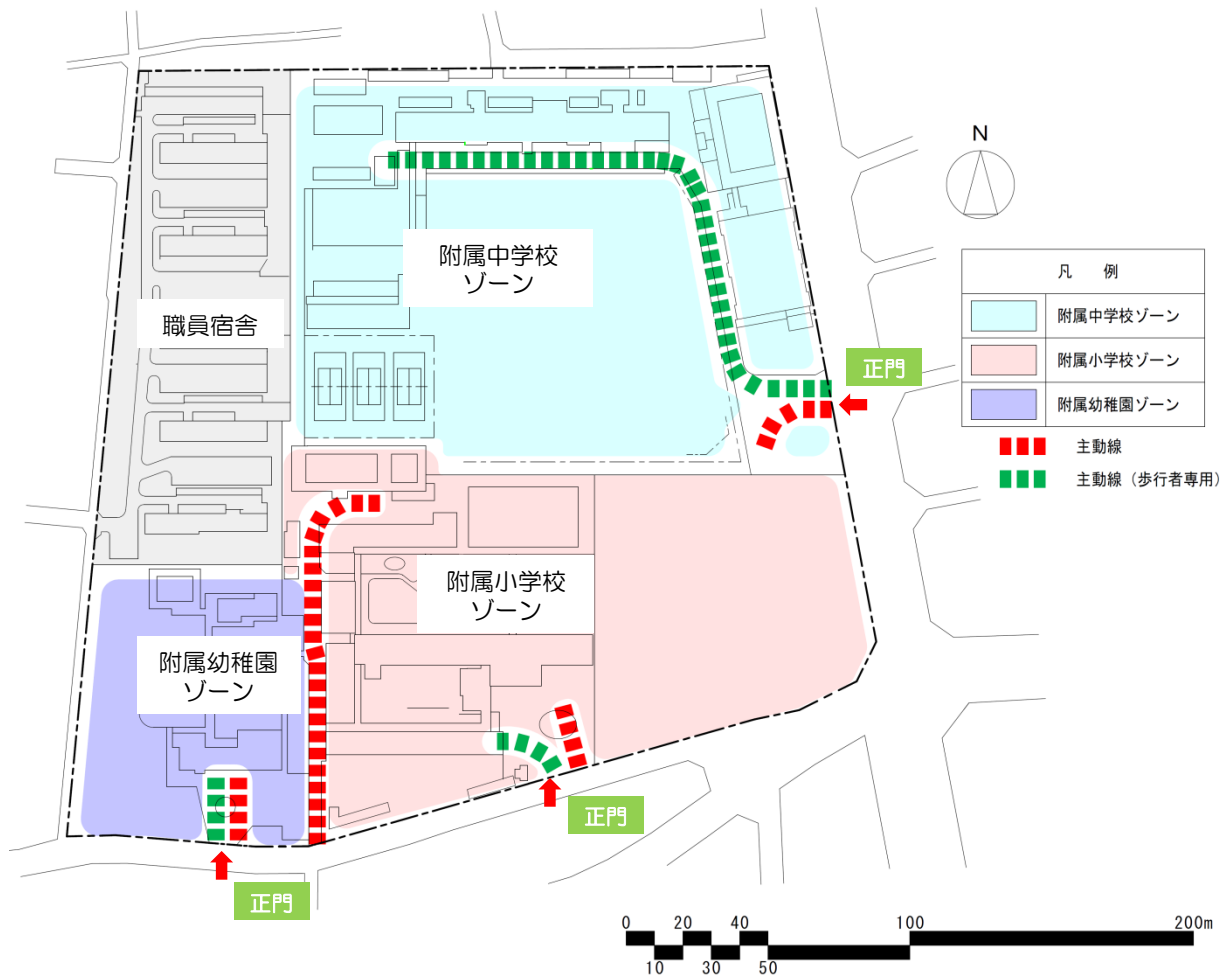 N
附属中学校
ゾーン
職員宿舎
凡　例
附属中学校ゾーン
附属小学校ゾーン
附属幼稚園ゾーン
主動線
主動線（歩行者専用）
正門
附属小学校
ゾーン
附属幼稚園
ゾーン
正門
正門
0 20 40 100 200m
10 30 50